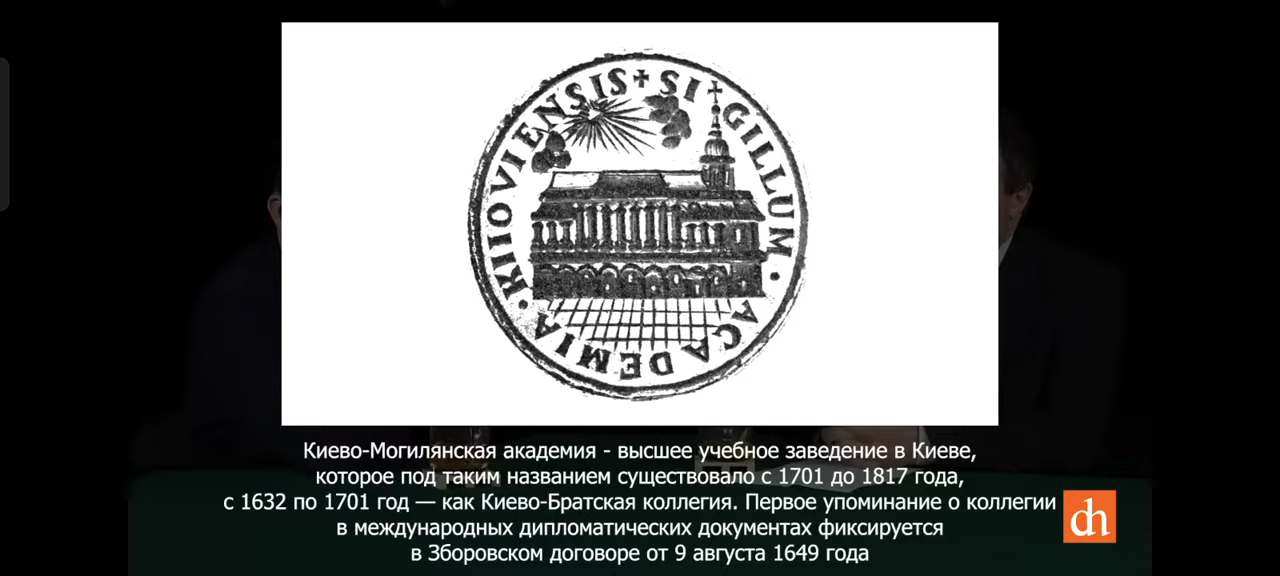 KIIOVIENSIS + SI + GILLUM · ACADEMIA ·
Киево-Могилянская академия - высшее учебное заведение в Киеве,
которое под таким названием существовало с 1701 до 1817 года,
с 1632 по 1701 год — как Киево-Братская коллегия. Первое упоминание о коллегии
в международных дипломатических документах фиксируется
в Зборовском договоре от 9 августа 1649 года
dh